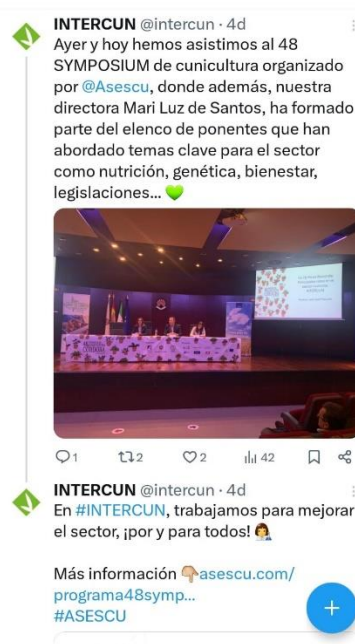 INTERCUN @intercun · 4d
Ayer y hoy hemos asistimos al 48
SYMPOSIUM de cunicultura organizado
por @Asescu, donde además, nuestra
directora Mari Luz de Santos, ha formado
parte del elenco de ponentes que han
abordado temas clave para el sector
como nutrición, genética, bienestar,
legislaciones... 💚
1 2 2 42
INTERCUN @intercun · 4d
En #INTERCUN, trabajamos para mejorar
el sector, ¡por y para todos! 👩‍💼
Más información 👇🏼asescu.com/
programa48symp...
#ASESCU